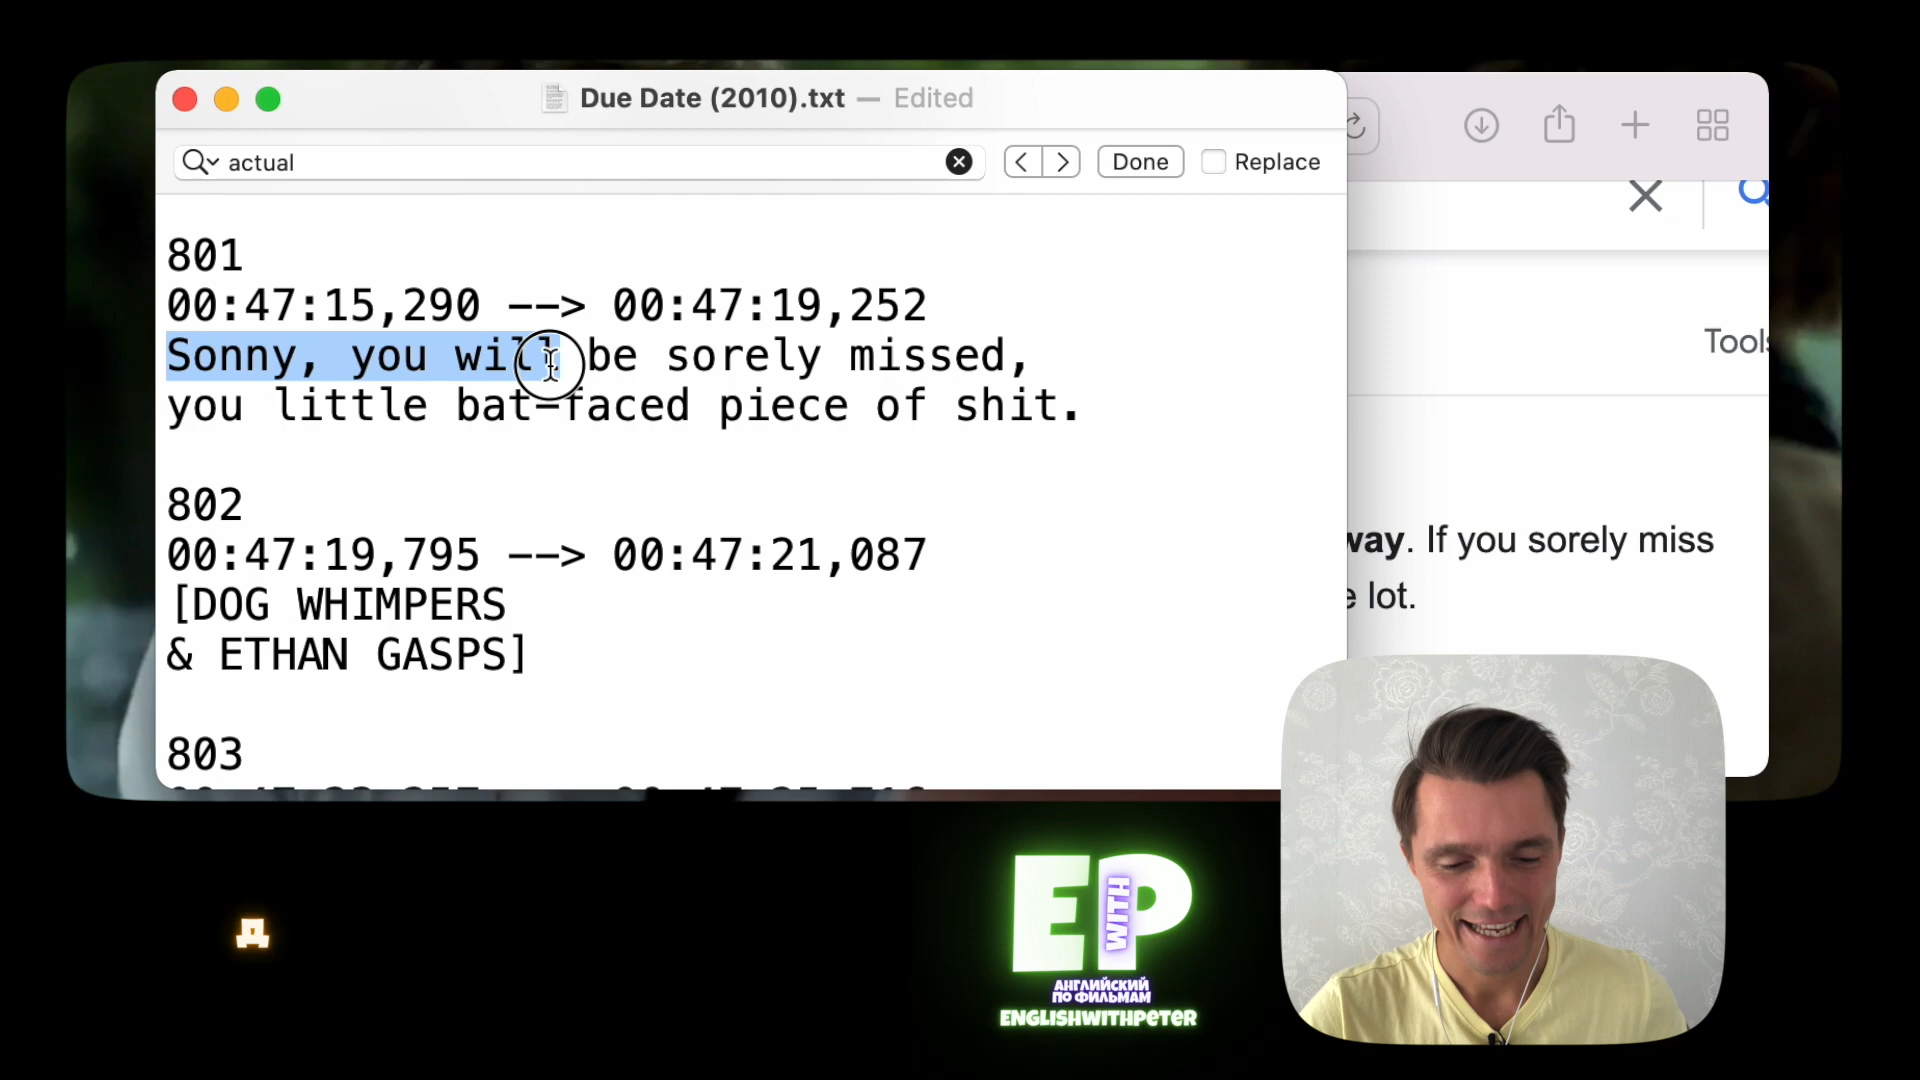 Due Date (2010).txt — Edited
actual
Done
Replace
801
00:47:15,290 --> 00:47:19,252
Sonny, you will be sorely missed,
you little bat-faced piece of shit.
802
00:47:19,795 --> 00:47:21,087
[DOG WHIMPERS
& ETHAN GASPS]
803
Tools
way. If you sorely miss
e lot.
Д
EP
WITH
АНГЛИЙСКИЙ
ПО ФИЛЬМАМ
ENGLISHWITHPETER